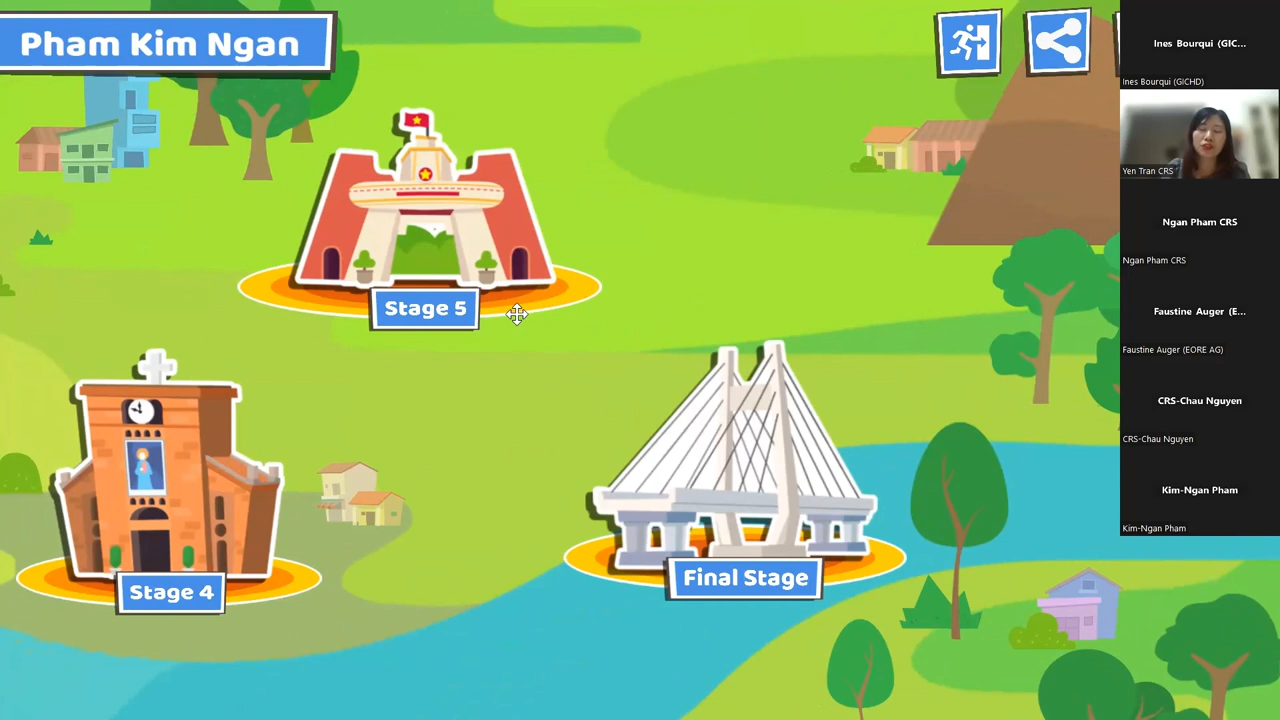 Pham Kim Ngan
Stage 5
Stage 4
Final Stage
Ines Bourqui (GIC...
Ines Bourqui (GICHD)
Yen Tran CRS
Ngan Pham CRS
Ngan Pham CRS
Faustine Auger (E...
Faustine Auger (EORE AG)
CRS-Chau Nguyen
CRS-Chau Nguyen
Kim-Ngan Pham
Kim-Ngan Pham